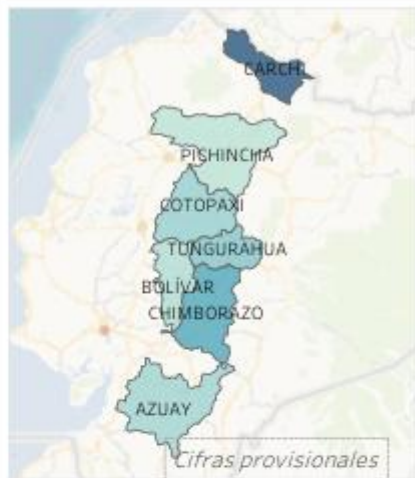 CARCHI
PICHINCHA
COTOPAXI
TUNGURAHUA
BOLÍVAR
CHIMBORAZO
AZUAY
Cifras provisionales